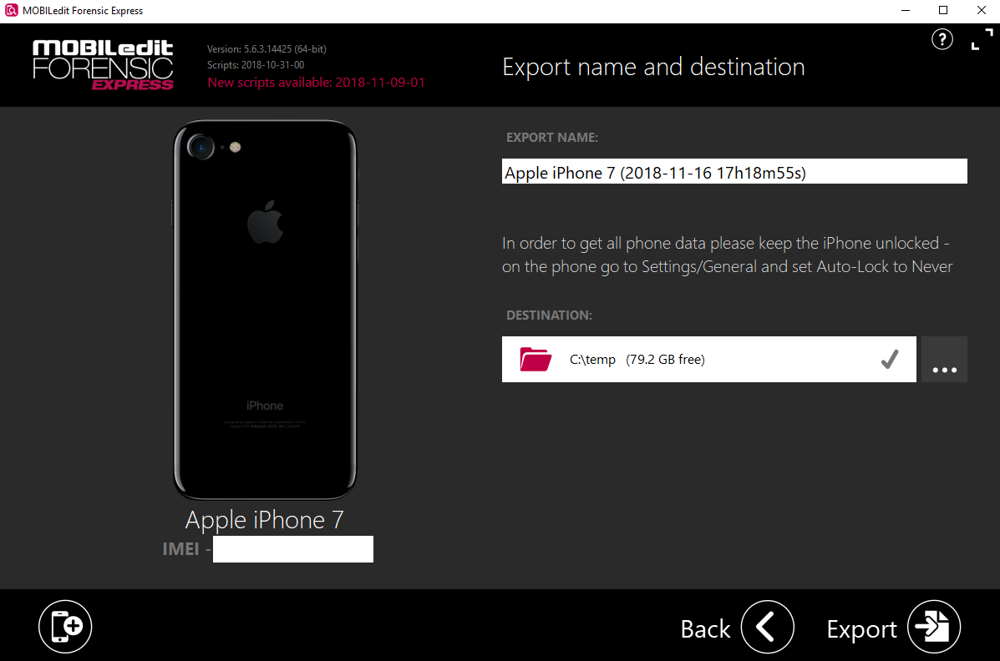 MOBILedit Forensic Express
MOBILedit
FORENSIC
EXPRESS
Version: 5.6.3.14425 (64-bit)
Scripts: 2018-10-31-00
New scripts available: 2018-11-09-01
Export name and destination
?
iPhone
Apple iPhone 7
IMEI -
EXPORT NAME:
Apple iPhone 7 (2018-11-16 17h18m55s)
In order to get all phone data please keep the iPhone unlocked -
on the phone go to Settings/General and set Auto-Lock to Never
DESTINATION:
C:\temp (79.2 GB free)
...
Back
Export